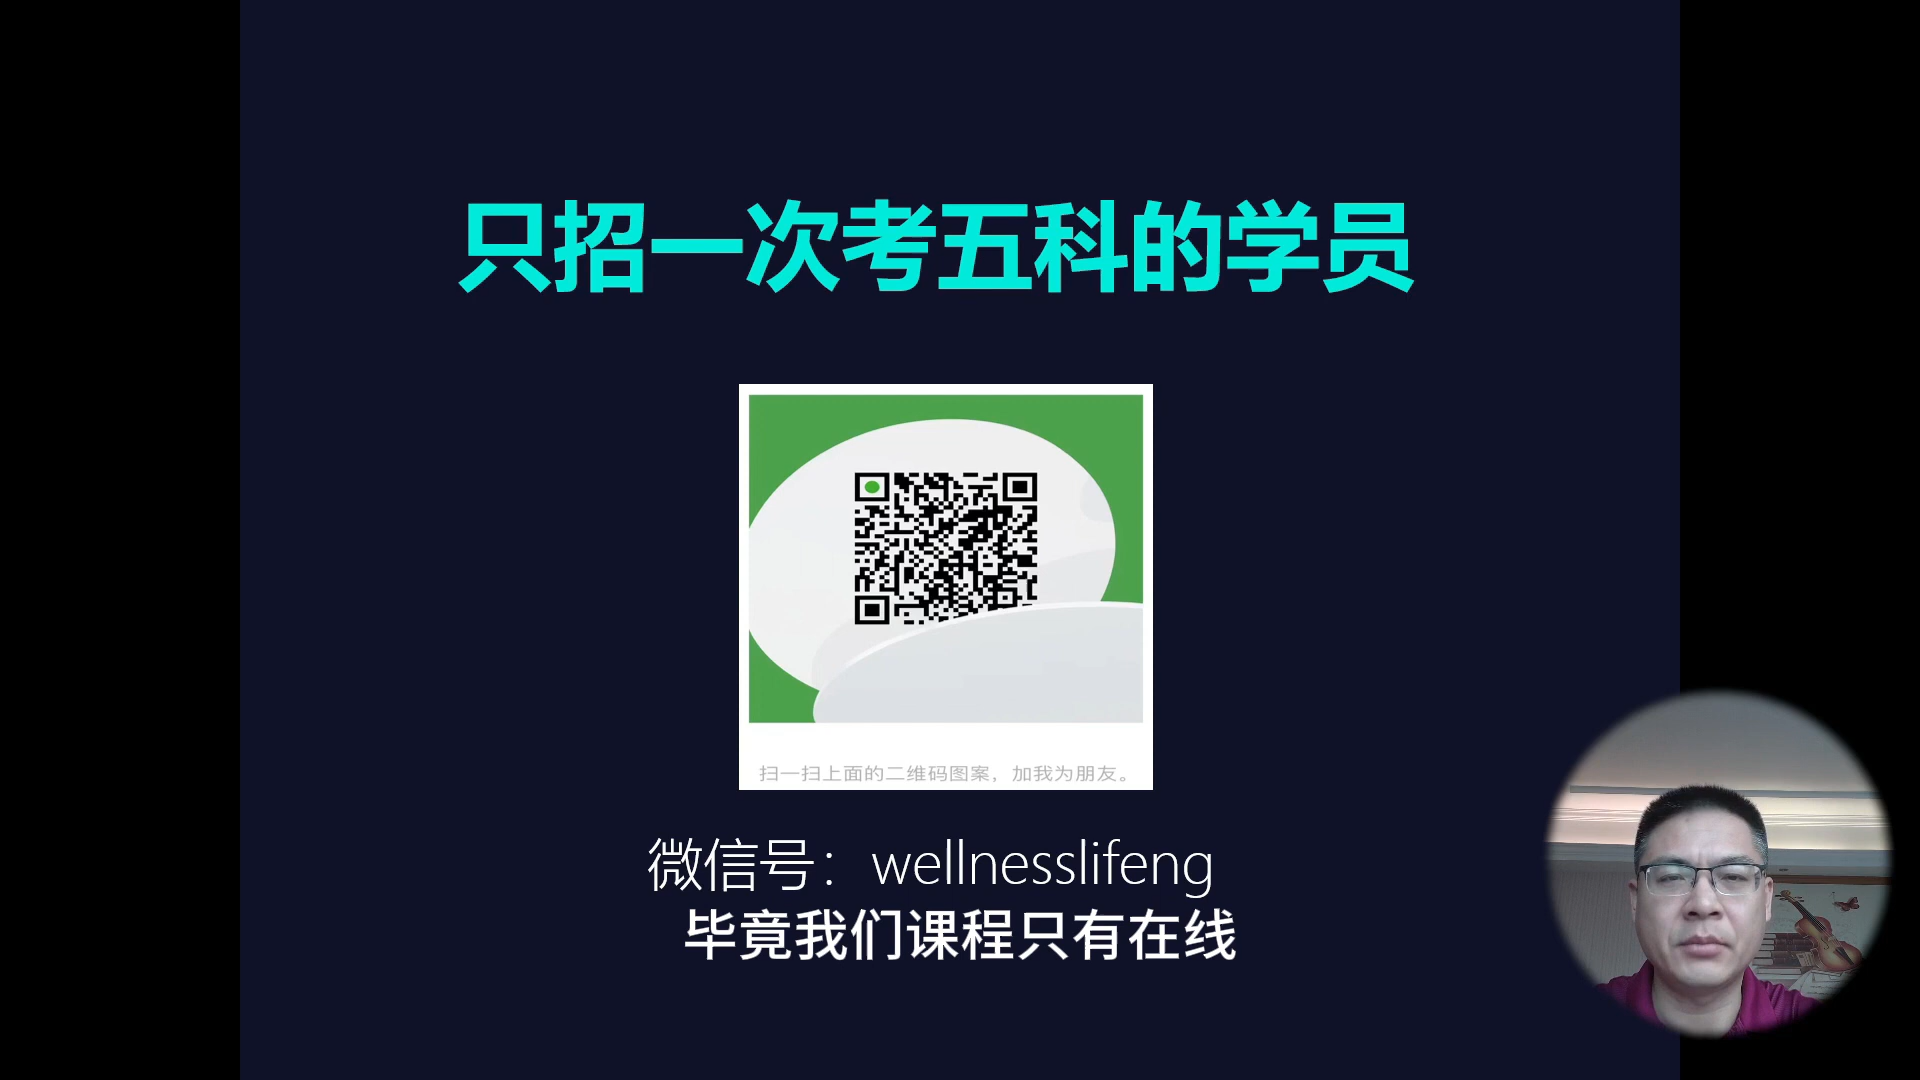 只招一次考五科的学员
扫一扫上面的二维码图案，加我为朋友。
微信号：wellnesslifeng
毕竟我们课程只有在线